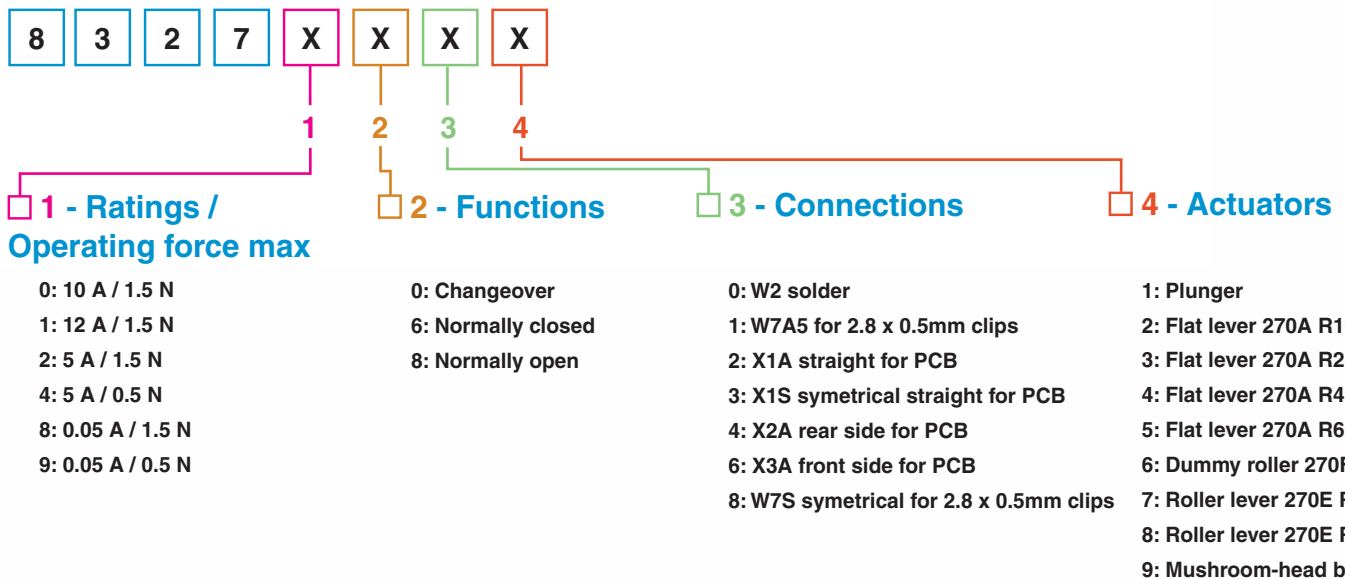 8 3 2 7 X X X X
1 2 3 4
1 - Ratings /
Operating force max
0: 10 A / 1.5 N
1: 12 A / 1.5 N
2: 5 A / 1.5 N
4: 5 A / 0.5 N
8: 0.05 A / 1.5 N
9: 0.05 A / 0.5 N
2 - Functions
0: Changeover
6: Normally closed
8: Normally open
3 - Connections
0: W2 solder
1: W7A5 for 2.8 x 0.5mm clips
2: X1A straight for PCB
3: X1S symetrical straight for PCB
4: X2A rear side for PCB
6: X3A front side for PCB
8: W7S symetrical for 2.8 x 0.5mm clips
4 - Actuators
1: Plunger
2: Flat lever 270A R1
3: Flat lever 270A R2
4: Flat lever 270A R4
5: Flat lever 270A R6
6: Dummy roller
7: Roller lever 270E
8: Roller lever 270E
9: Mushroom-head